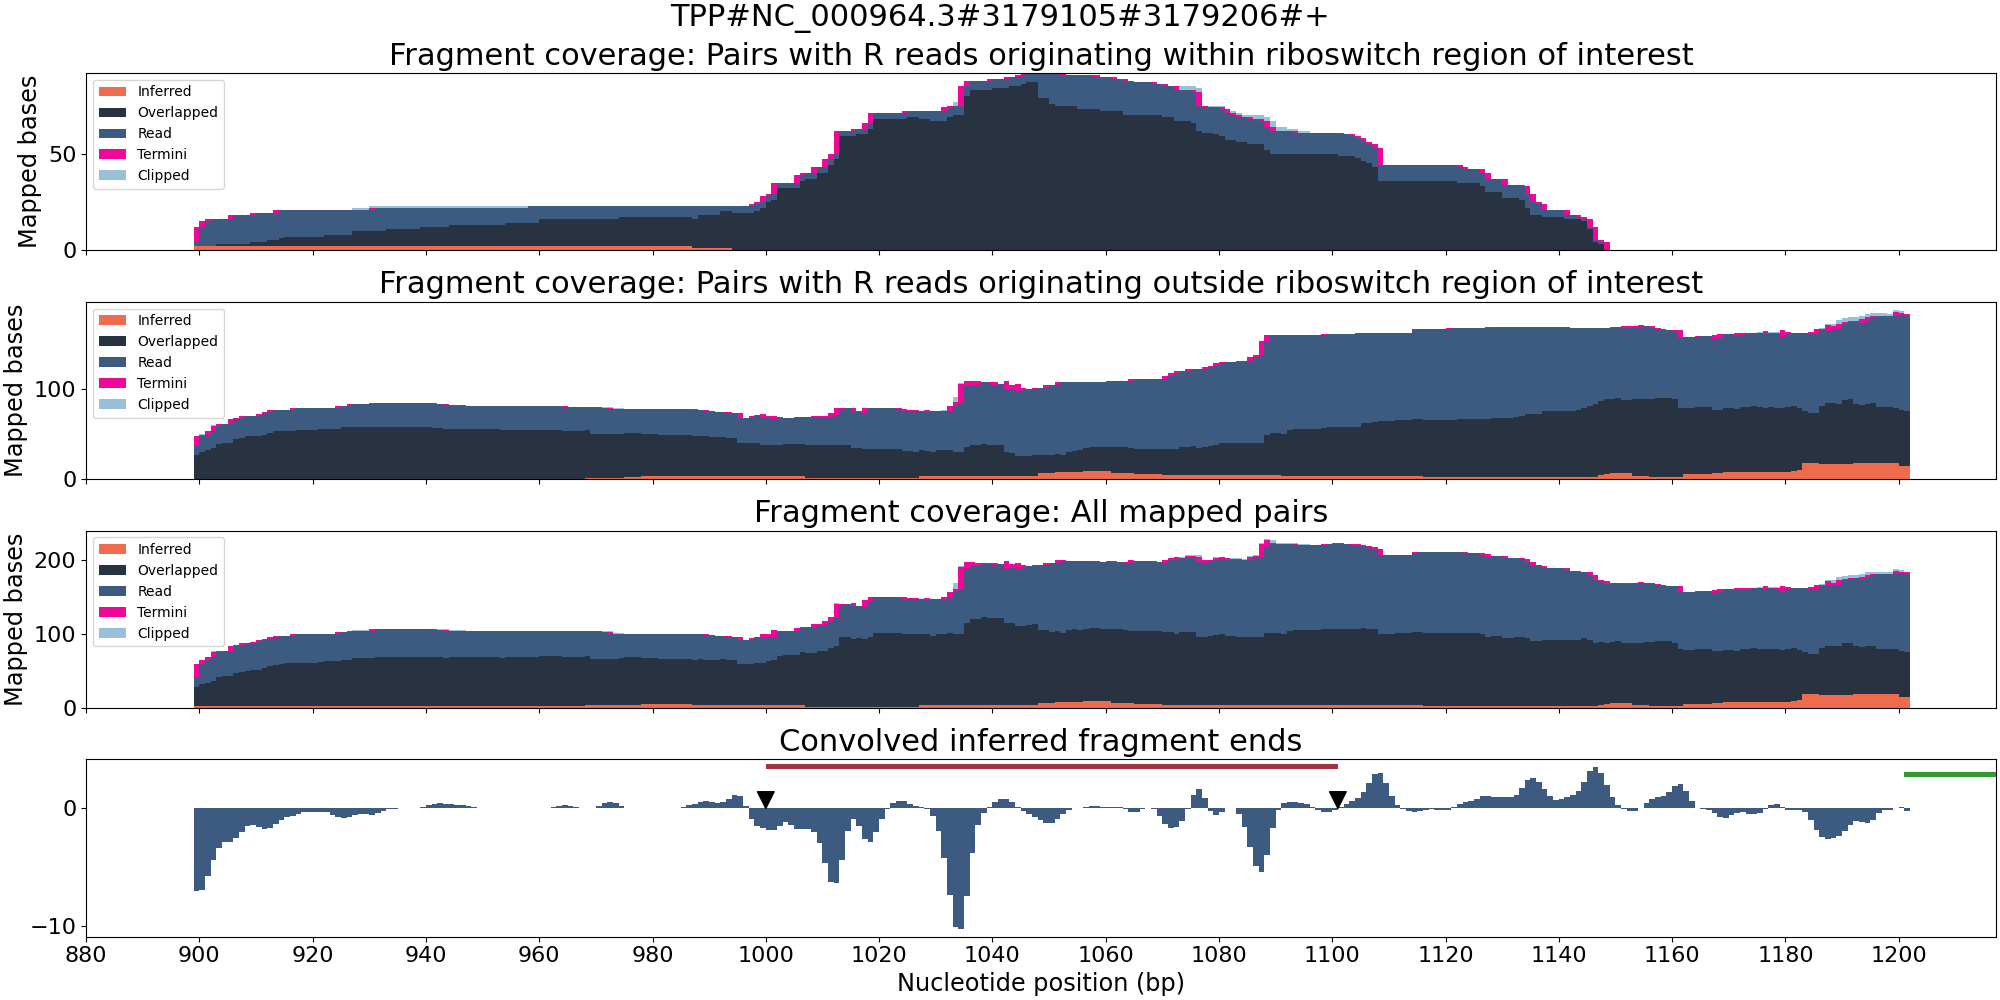 TPP#NC_000964.3#3179105#3179206#+
Fragment coverage: Pairs with R reads originating within riboswitch region of interest
Mapped bases
50
0
Inferred
Overlapped
Read
Termini
Clipped
Fragment coverage: Pairs with R reads originating outside riboswitch region of interest
Mapped bases
100
0
Inferred
Overlapped
Read
Termini
Clipped
Fragment coverage: All mapped pairs
Mapped bases
200
100
0
Inferred
Overlapped
Read
Termini
Clipped
Convolved inferred fragment ends
0
−10
880 900 920 940 960 980 1000 1020 1040 1060 1080 1100 1120 1140 1160 1180 1200
Nucleotide position (bp)